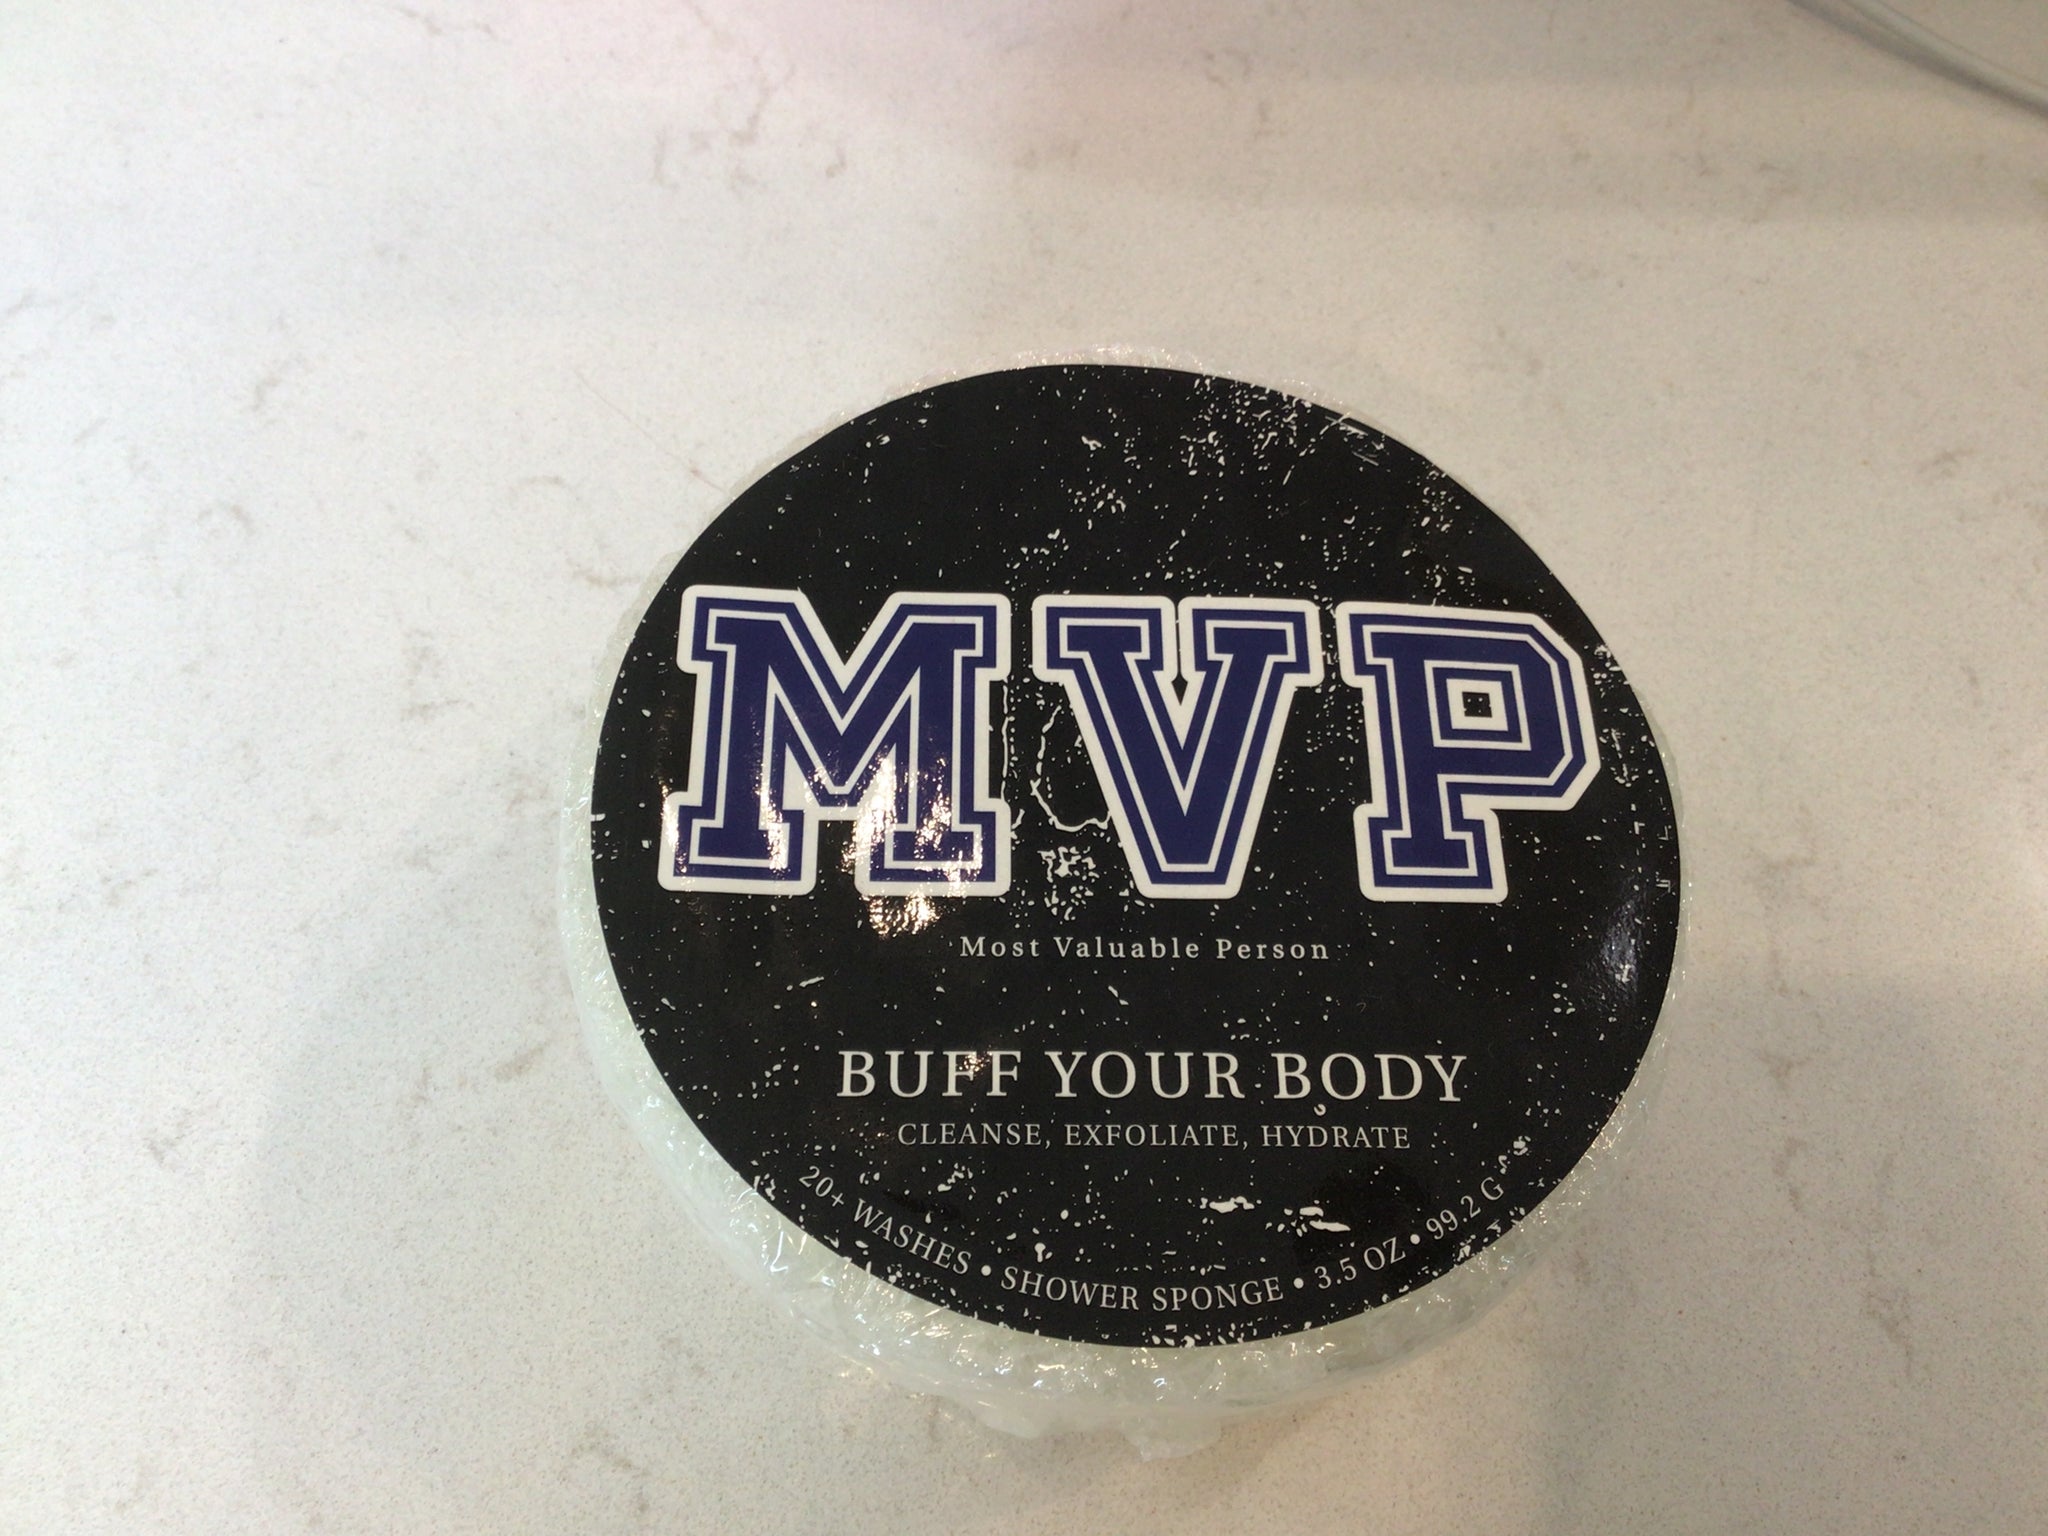 MVP
Most Valuable Person
BUFF YOUR BODY
CLEANSE, EXFOLIATE, HYDRATE
20+ WASHES • SHOWER SPONGE • 3.5 OZ • 99.2 G